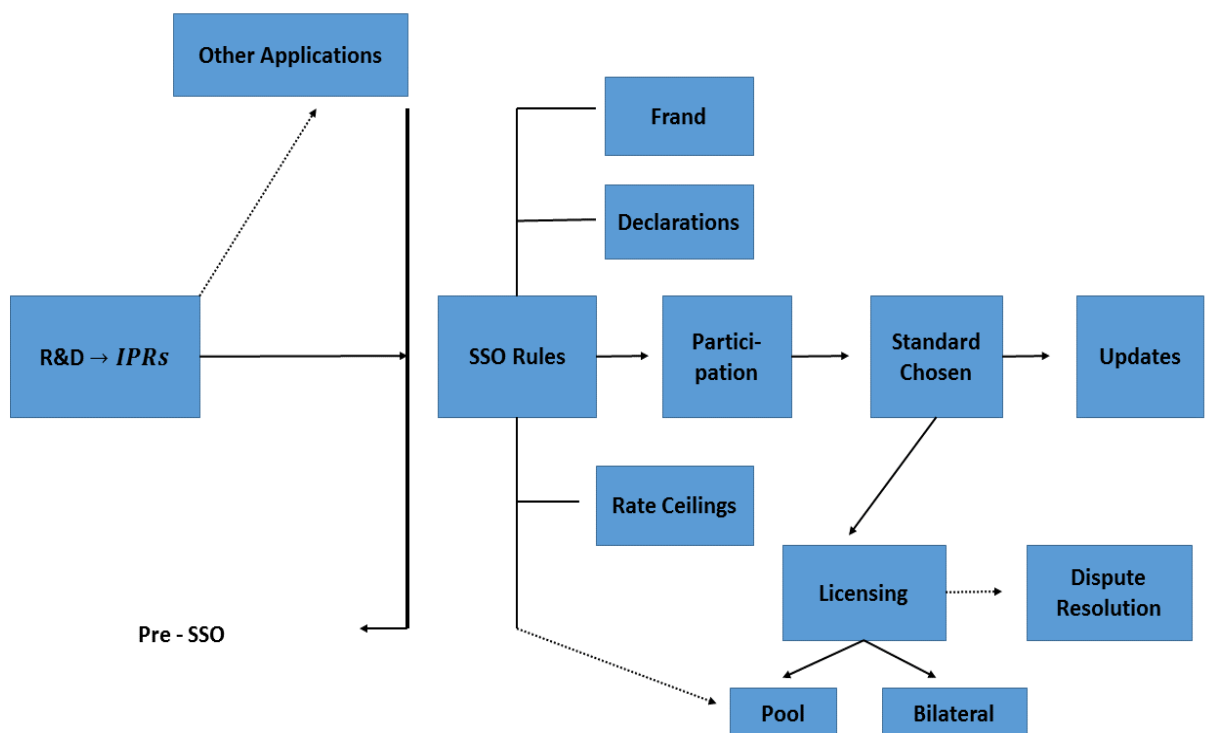 Other Applications
Frand
Declarations
R&D → IPRs
SSO Rules
Partici-
pation
Standard
Chosen
Updates
Rate Ceilings
Licensing
Dispute
Resolution
Pre - SSO
Pool
Bilateral